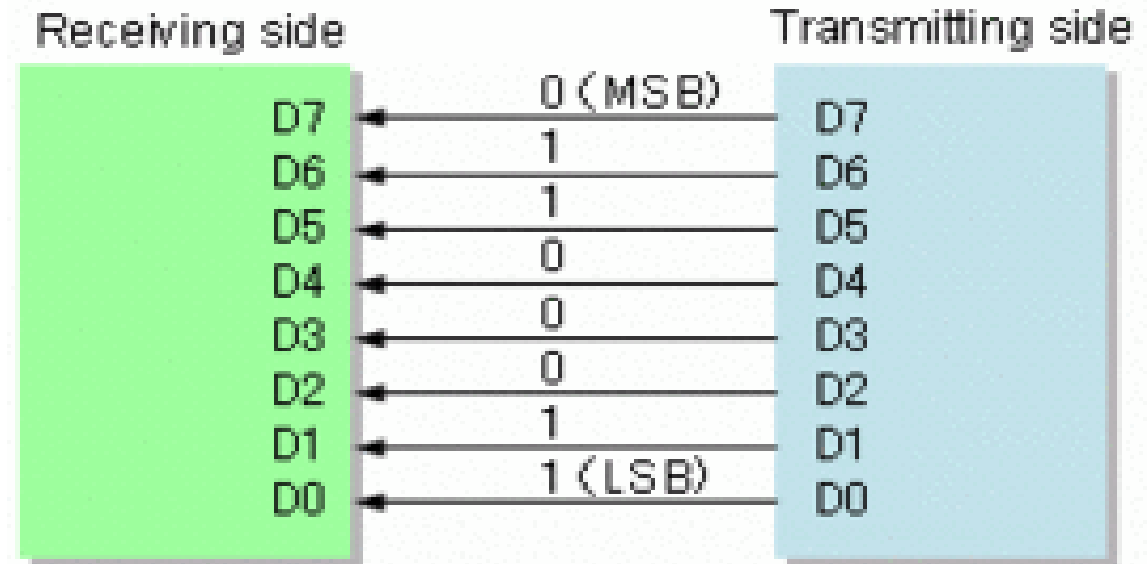 Receiving side Transmitting side
0 (MSB)
D7 D7
1
D6 D6
1
D5 D5
0
D4 D4
0
D3 D3
0
D2 D2
1
D1 D1
1 (LSB)
D0 D0